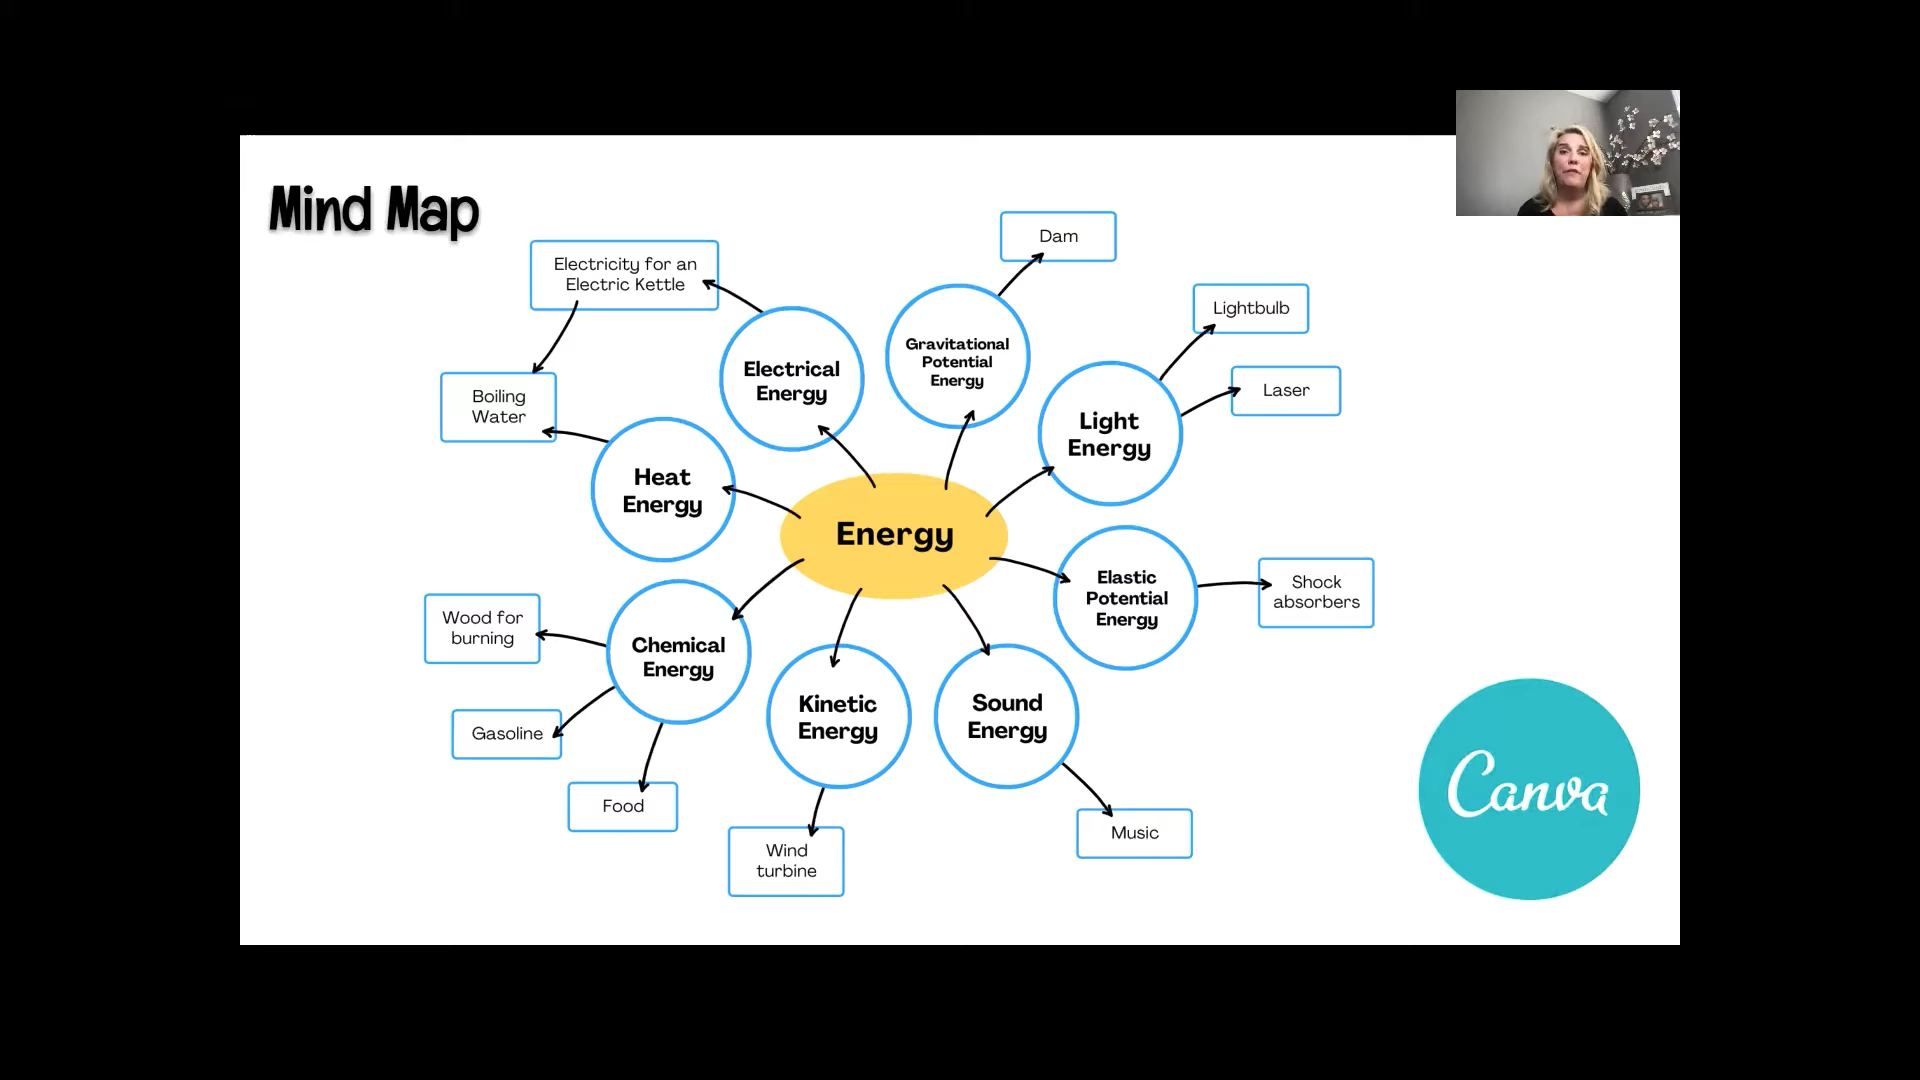 Mind Map
Dam
Electricity for an
Electric Kettle
Lightbulb
Gravitational
Potential
Energy
Electrical
Energy
Laser
Boiling
Water
Light
Energy
Heat
Energy
Energy
Elastic
Potential
Energy
Shock
absorbers
Wood for
burning
Chemical
Energy
Kinetic
Energy
Sound
Energy
Gasoline
Food
Music
Wind
turbine
Canva